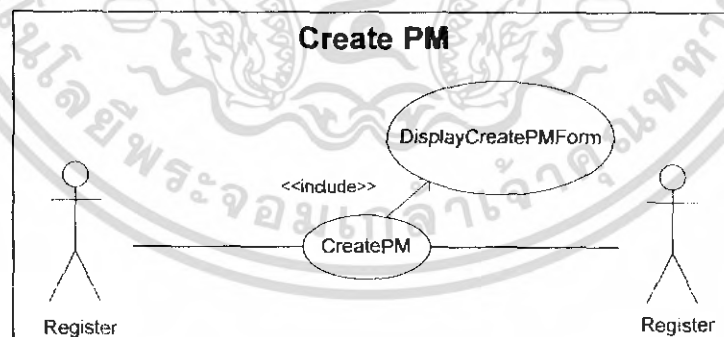 Create PM
DisplayCreatePMForm
<<include>>
CreatePM
Register
Register